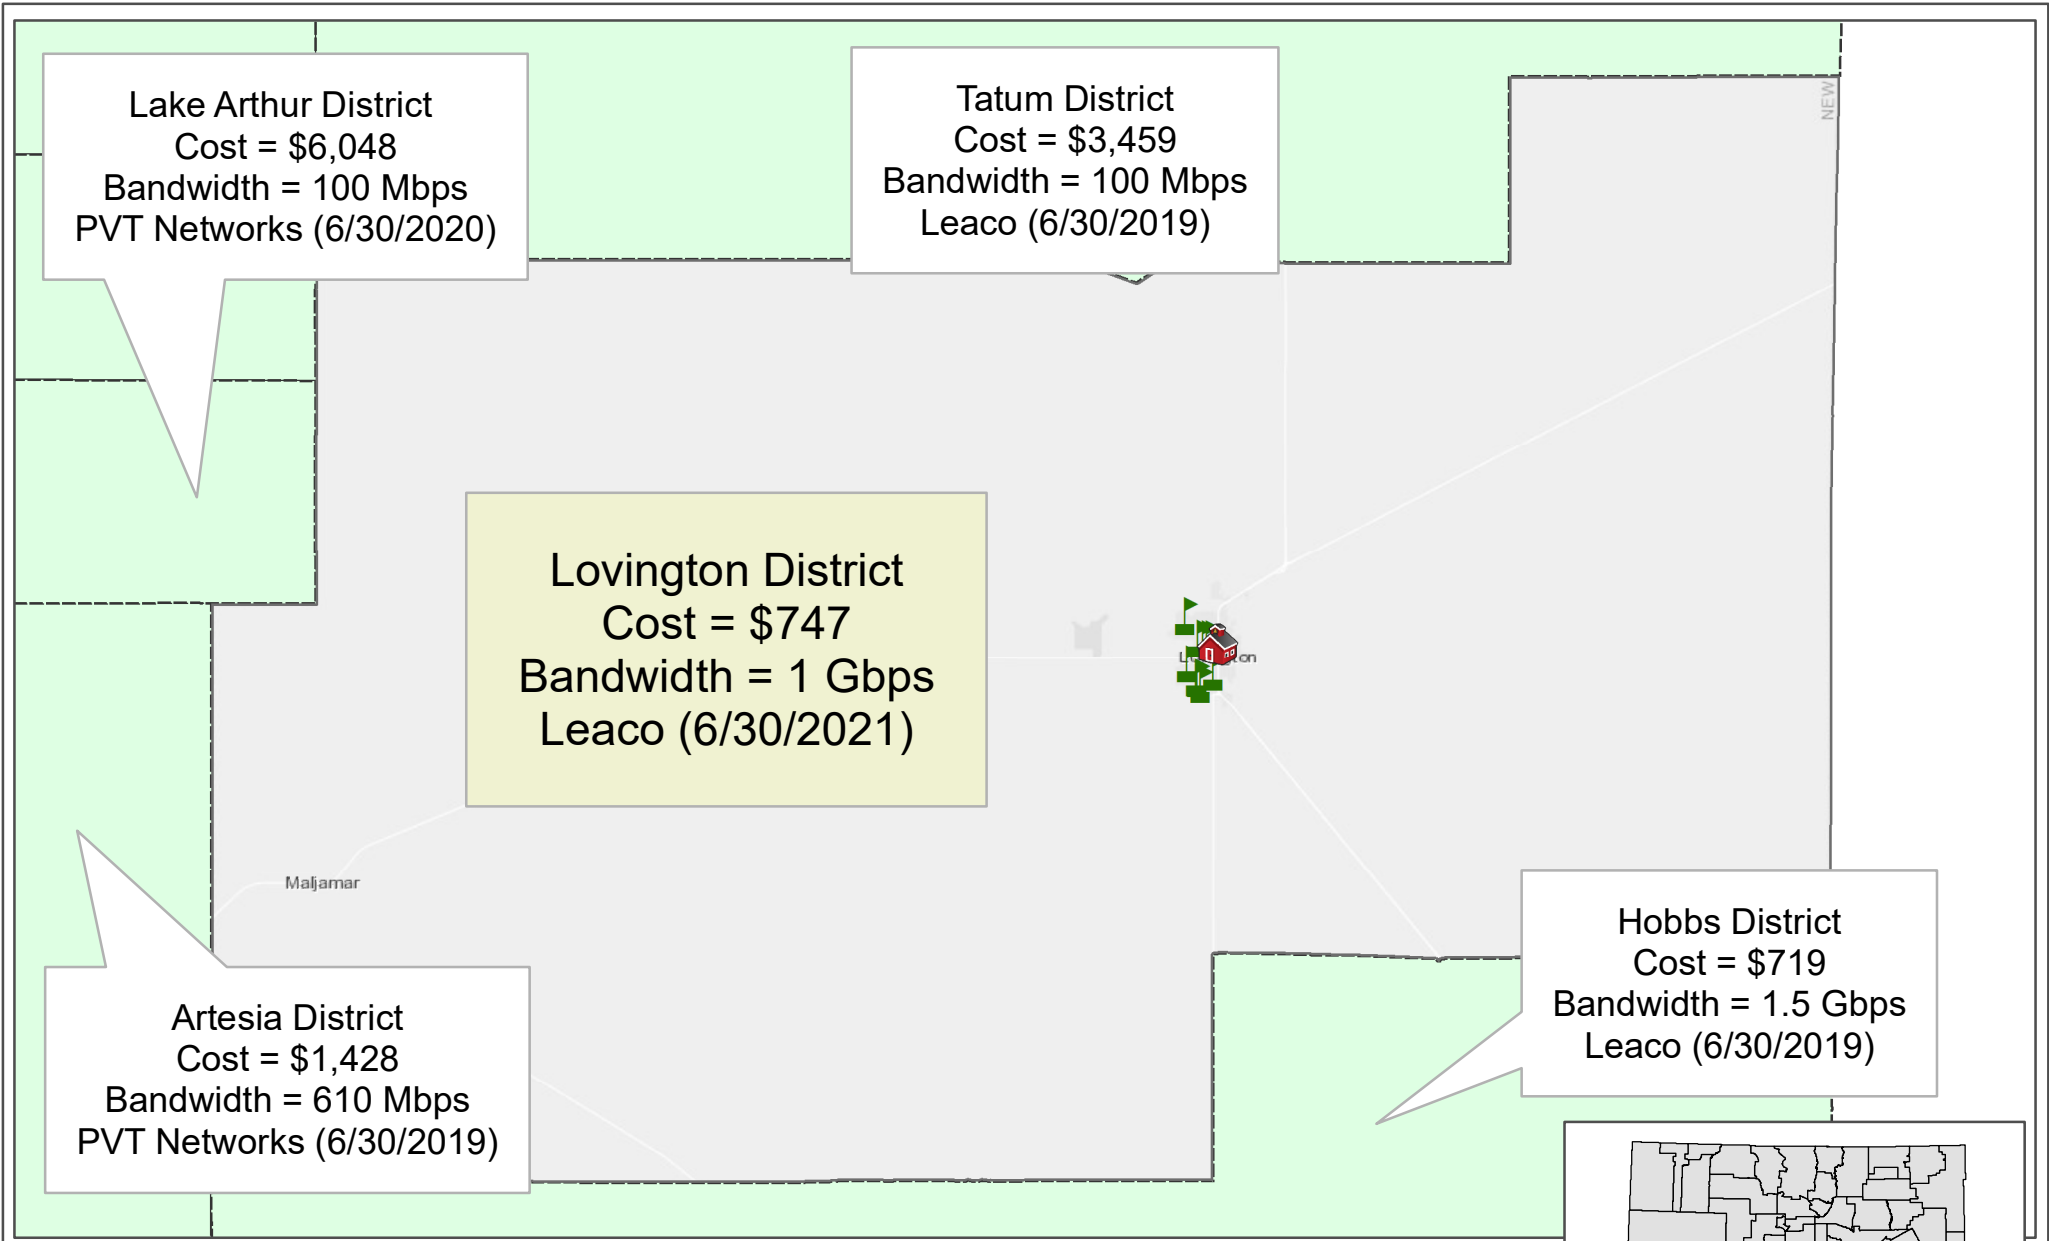 Lake Arthur District
Cost = $6,048
Bandwidth = 100 Mbps
PVT Networks (6/30/2020)
Tatum District
Cost = $3,459
Bandwidth = 100 Mbps
Leaco (6/30/2019)
NEW
Lovington District
Cost = $747
Bandwidth = 1 Gbps
Leaco (6/30/2021)
Maljamar
Artesia District
Cost = $1,428
Bandwidth = 610 Mbps
PVT Networks (6/30/2019)
Hobbs District
Cost = $719
Bandwidth = 1.5 Gbps
Leaco (6/30/2019)